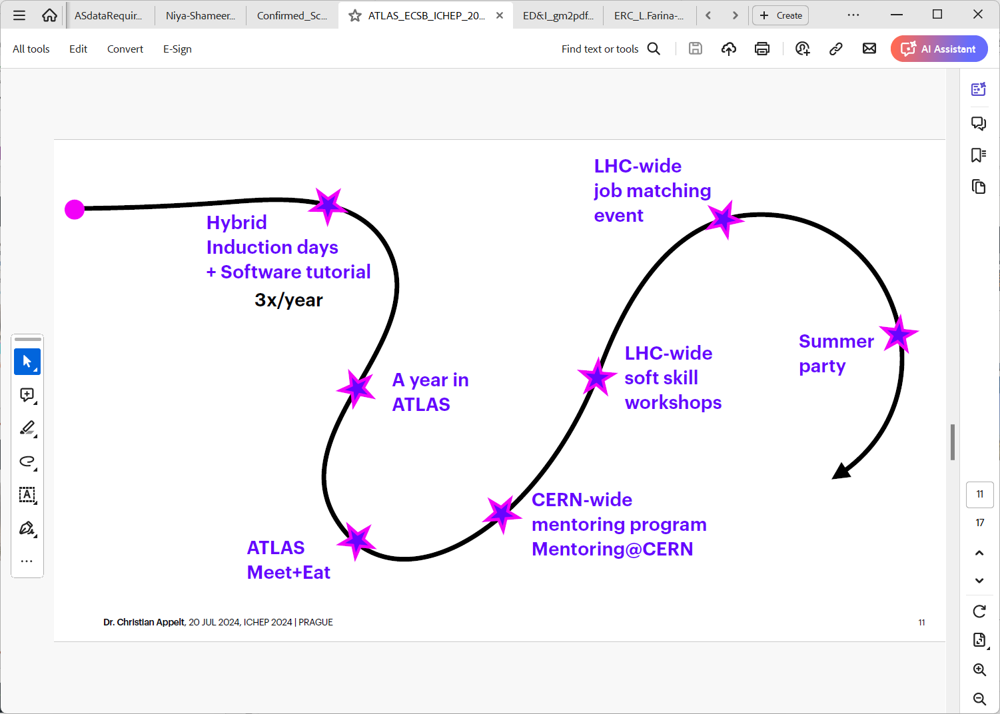 ASdataRequir...
Niya-Shameer...
Confirmed_Sc...
ATLAS_ECSB_ICHEP_20...
ED&I_gm2pdf...
ERC_L.Farina-...
Create
All tools
Edit
Convert
E-Sign
Find text or tools
AI Assistant
LHC-wide
job matching
event
Hybrid
Induction days
+ Software tutorial
3x/year
Summer
party
LHC-wide
soft skill
workshops
A year in
ATLAS
CERN-wide
mentoring program
Mentoring@CERN
ATLAS
Meet+Eat
Dr. Christian Appelt, 20 JUL 2024, ICHEP 2024 | PRAGUE
11
11
17